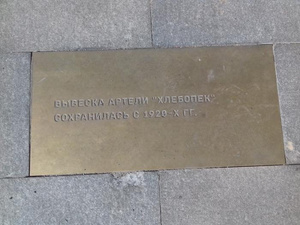 ВЫВЕСКА АРТЕЛИ "ХЛЕБОПЕК"
СОХРАНИЛАСЬ С 1920-Х ГГ.